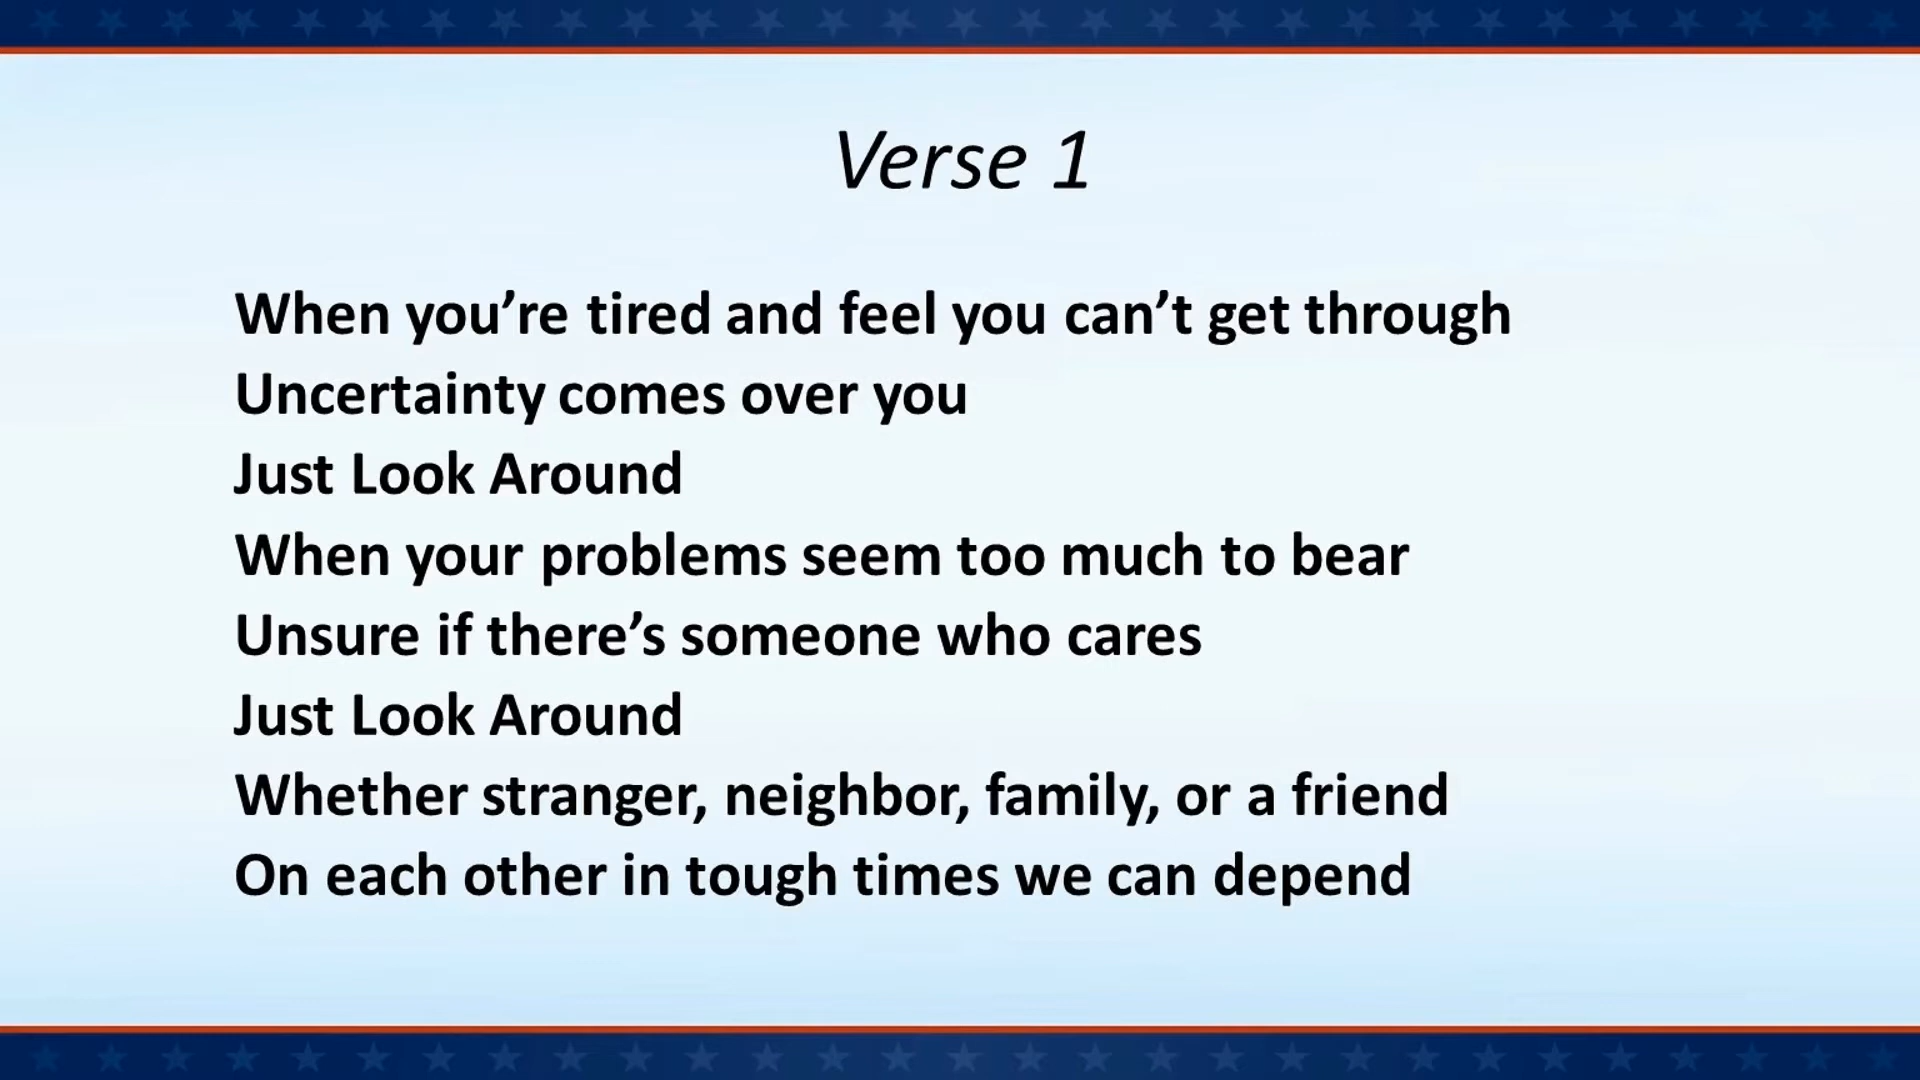 Verse 1
When you’re tired and feel you can’t get through
Uncertainty comes over you
Just Look Around
When your problems seem too much to bear
Unsure if there’s someone who cares
Just Look Around
Whether stranger, neighbor, family, or a friend
On each other in tough times we can depend